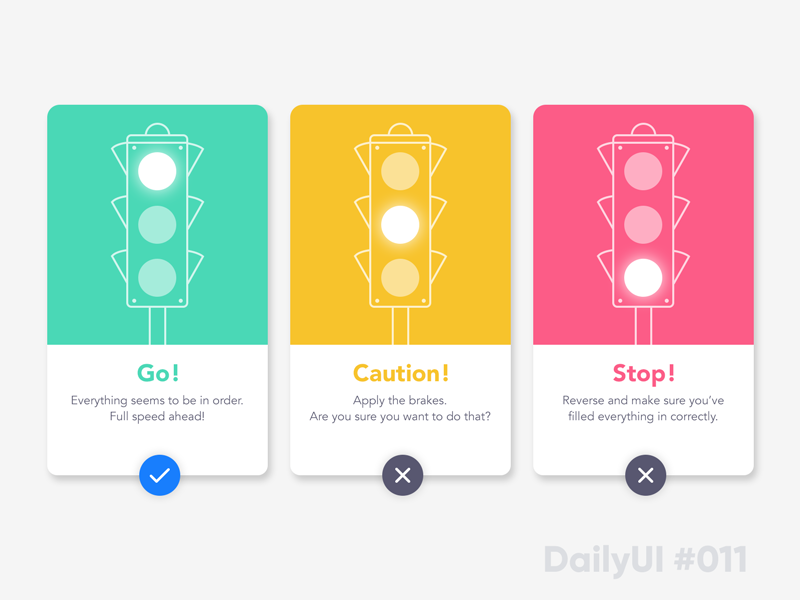 Go!
Everything seems to be in order.
Full speed ahead!
Caution!
Apply the brakes.
Are you sure you want to do that?
Stop!
Reverse and make sure you’ve
filled everything in correctly.
DailyUI #011